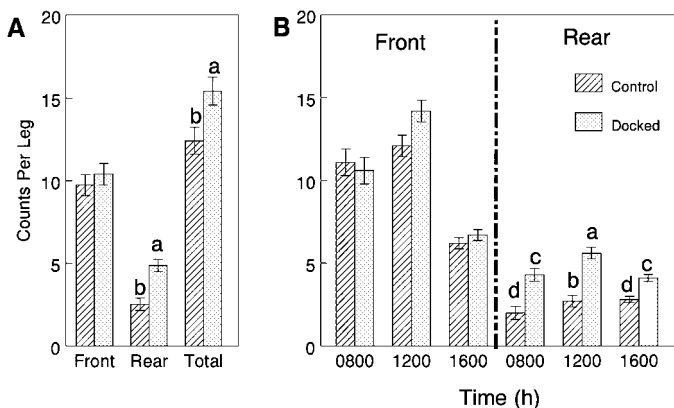 A
B
20
15
10
5
0
Counts Per Leg
b
a
b
a
Front Rear Total
20
15
10
5
0
Front
Rear
Control
Docked
d
c
b
a
d
c
0800 1200 1600 0800 1200 1600
Time (h)